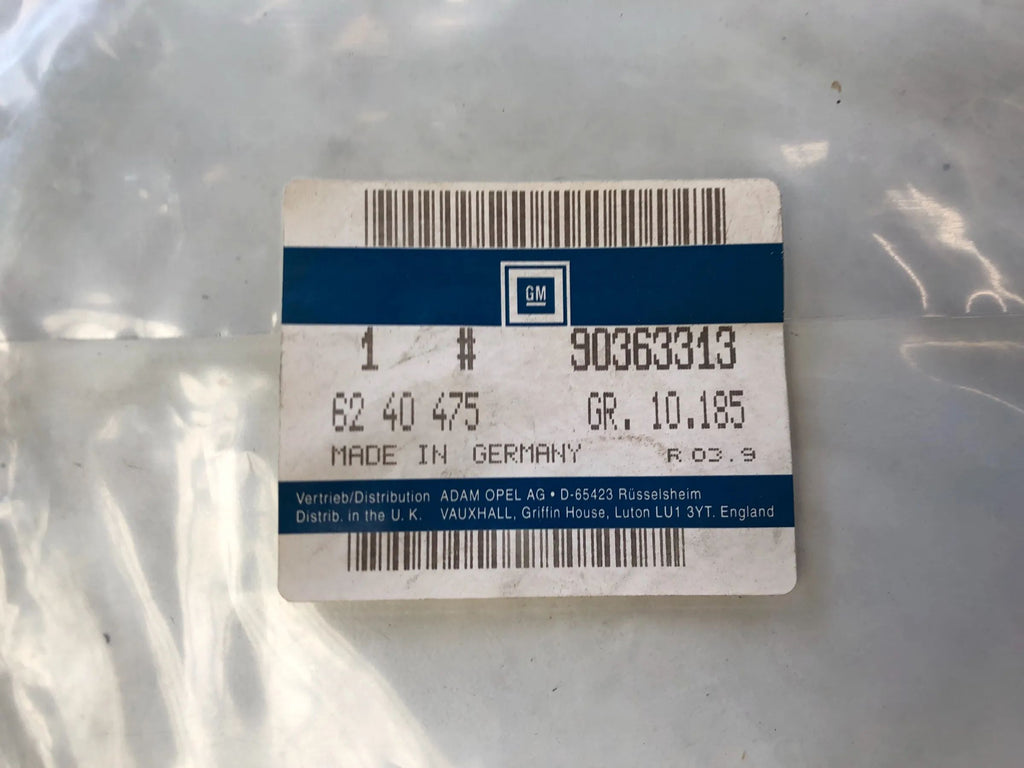 GM
1 # 90363313
62 40 475 GR. 10.185
MADE IN GERMANY R 03.9
Vertrieb/Distribution ADAM OPEL AG • D-65423 Rüsselsheim
Distrib. in the U. K. VAUXHALL, Griffin House, Luton LU1 3YT. England